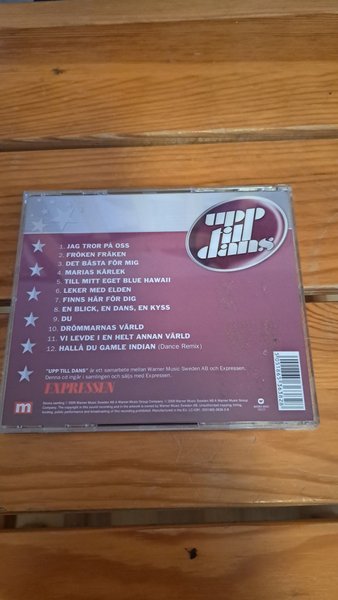 upp
till
dans
1. JAG TROR PÅ OSS
2. FRÖKEN FRÄKEN
3. DET BÄSTA FÖR MIG
4. MARIAS KÄRLEK
5. TILL MITT EGET BLUE HAWAII
6. LEKER MED ELDEN
7. FINNS HÄR FÖR DIG
8. EN BLICK, EN DANS, EN KYSS
9. DU
10. DRÖMMARNAS VÄRLD
11. VI LEVDE I EN HELT ANNAN VÄRLD
12. HALLÅ DU GAMLE INDIAN (Dance Remix)
"UPP TILL DANS" är ett samarbete mellan Warner Music Sweden AB och Expressen.
Denna cd ingår i samlingen och säljs med Expressen.
EXPRESSEN
m